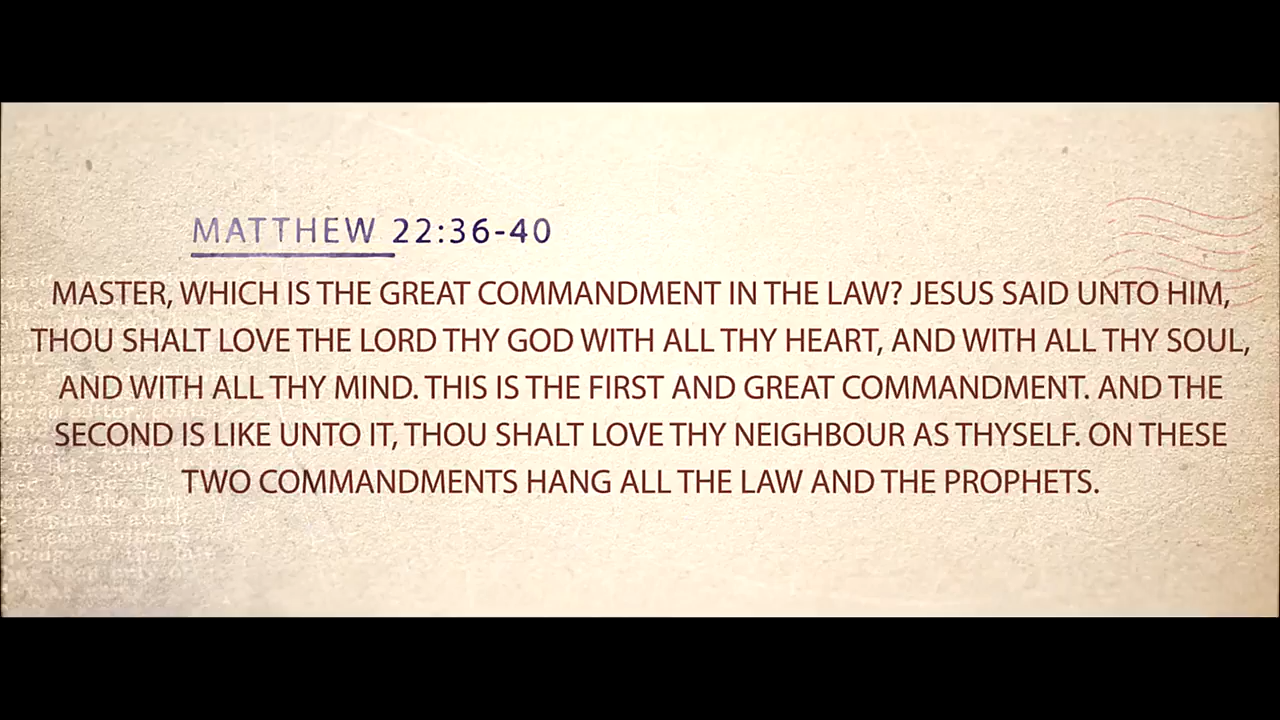 MATTHEW 22:36-40
MASTER, WHICH IS THE GREAT COMMANDMENT IN THE LAW? JESUS SAID UNTO HIM,
THOU SHALT LOVE THE LORD THY GOD WITH ALL THY HEART, AND WITH ALL THY SOUL,
AND WITH ALL THY MIND. THIS IS THE FIRST AND GREAT COMMANDMENT. AND THE
SECOND IS LIKE UNTO IT, THOU SHALT LOVE THY NEIGHBOUR AS THYSELF. ON THESE
TWO COMMANDMENTS HANG ALL THE LAW AND THE PROPHETS.